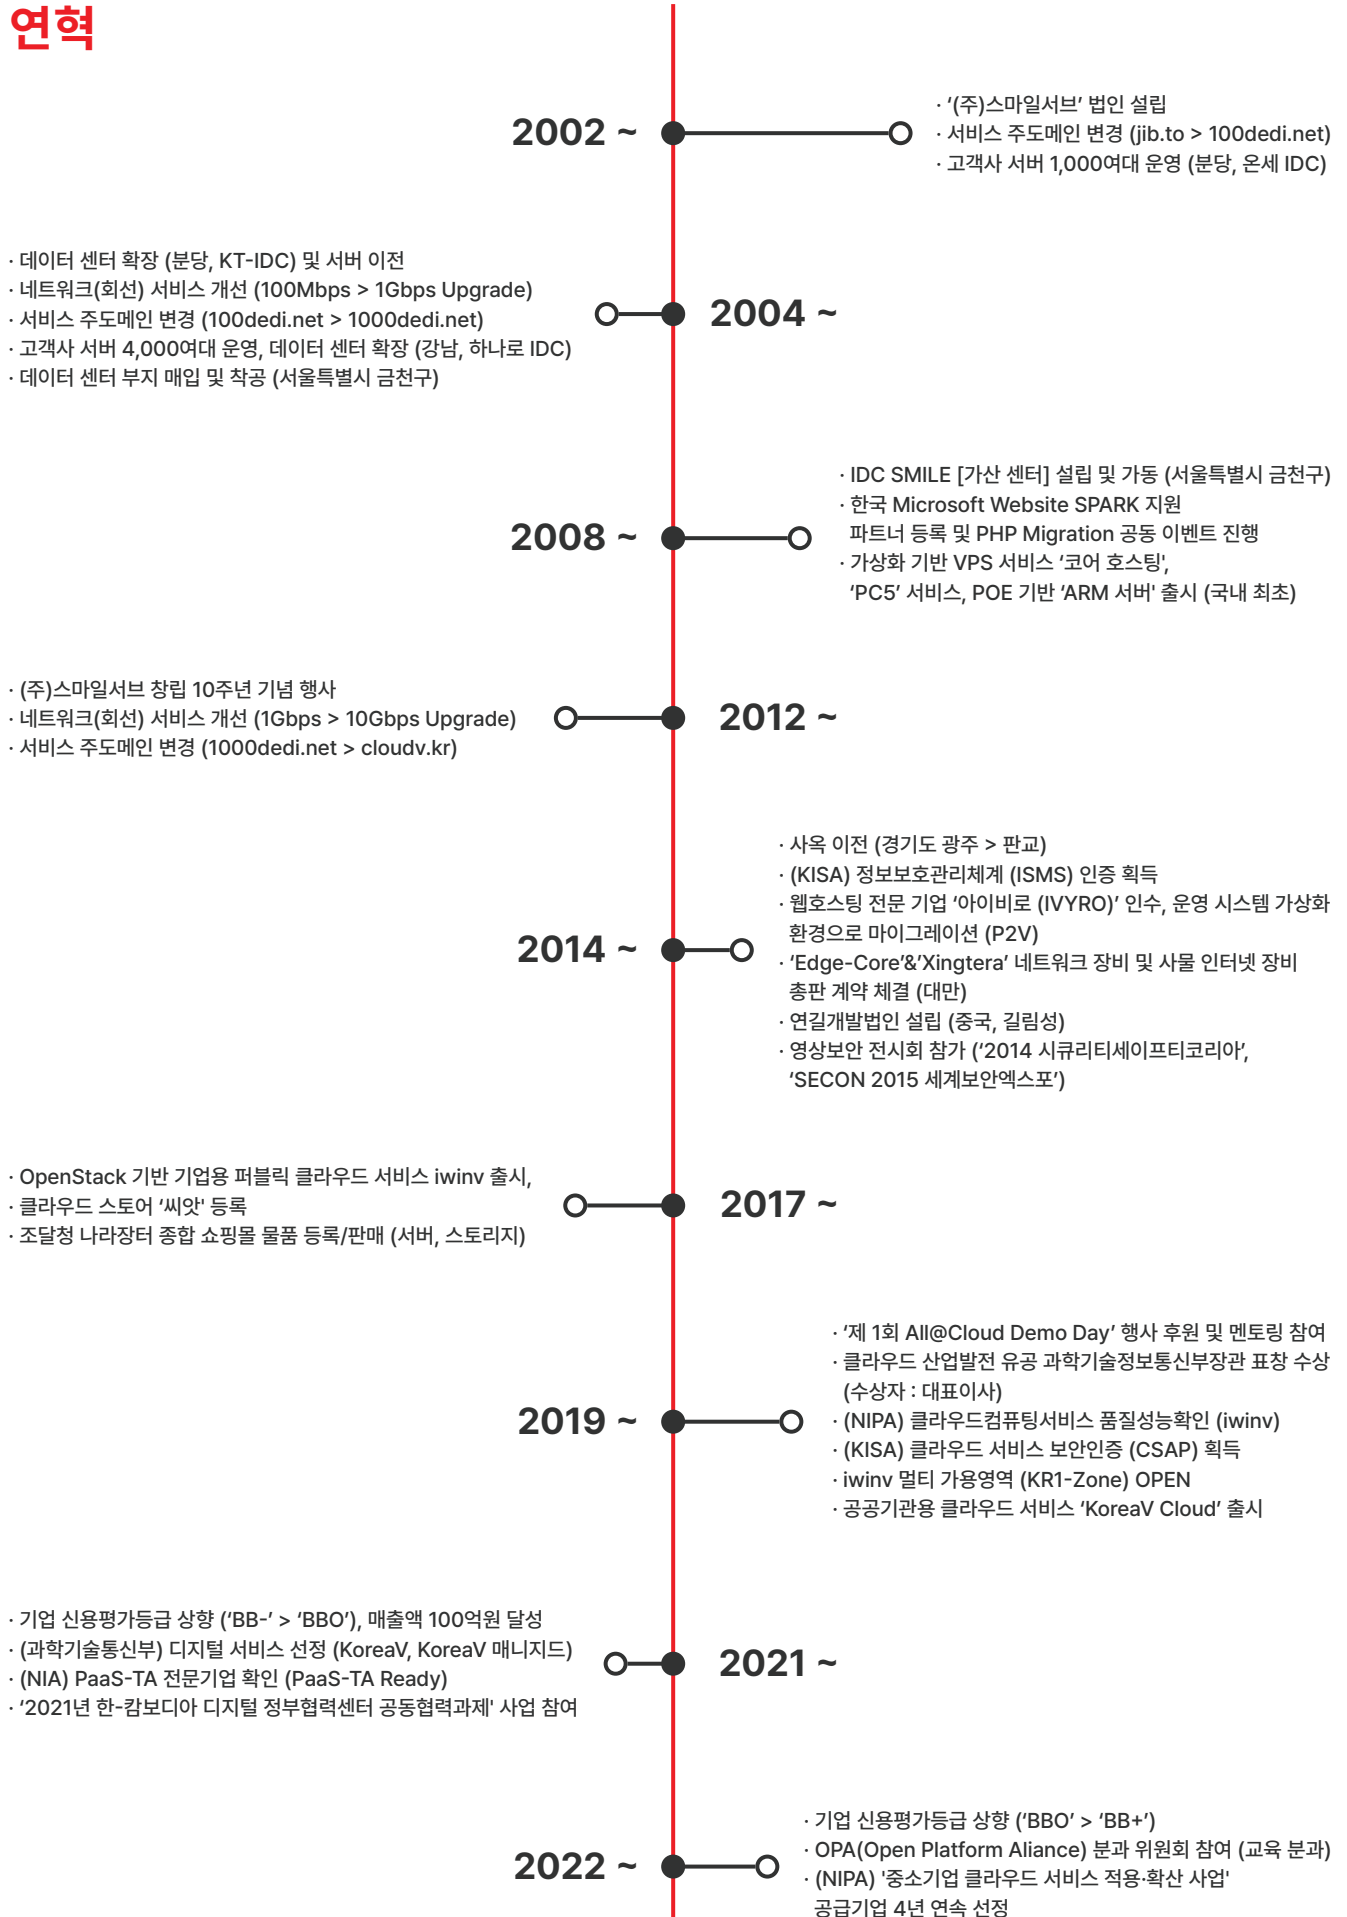 연혁
2002 ~
· ‘(주)스마일서브’ 법인 설립
· 서비스 주도메인 변경 (jib.to > 100dedi.net)
· 고객사 서버 1,000여대 운영 (분당, 온세 IDC)
2004 ~
· 데이터 센터 확장 (분당, KT-IDC) 및 서버 이전
· 네트워크(회선) 서비스 개선 (100Mbps > 1Gbps Upgrade)
· 서비스 주도메인 변경 (100dedi.net > 1000dedi.net)
· 고객사 서버 4,000여대 운영, 데이터 센터 확장 (강남, 하나로 IDC)
· 데이터 센터 부지 매입 및 착공 (서울특별시 금천구)
2008 ~
· IDC SMILE [가산 센터] 설립 및 가동 (서울특별시 금천구)
· 한국 Microsoft Website SPARK 지원
파트너 등록 및 PHP Migration 공동 이벤트 진행
· 가상화 기반 VPS 서비스 ‘코어 호스팅',
‘PC5’ 서비스, POE 기반 ‘ARM 서버' 출시 (국내 최초)
2012 ~
· (주)스마일서브 창립 10주년 기념 행사
· 네트워크(회선) 서비스 개선 (1Gbps > 10Gbps Upgrade)
· 서비스 주도메인 변경 (1000dedi.net > cloudv.kr)
2014 ~
· 사옥 이전 (경기도 광주 > 판교)
· (KISA) 정보보호관리체계 (ISMS) 인증 획득
· 웹호스팅 전문 기업 ‘아이비로 (IVYRO)’ 인수, 운영 시스템 가상화
환경으로 마이그레이션 (P2V)
· ‘Edge-Core’&’Xingtera’ 네트워크 장비 및 사물 인터넷 장비
총판 계약 체결 (대만)
· 연길개발법인 설립 (중국, 길림성)
· 영상보안 전시회 참가 (‘2014 시큐리티세이프티코리아’,
‘SECON 2015 세계보안엑스포’)
2017 ~
· OpenStack 기반 기업용 퍼블릭 클라우드 서비스 iwinv 출시,
· 클라우드 스토어 ‘씨앗' 등록
· 조달청 나라장터 종합 쇼핑몰 물품 등록/판매 (서버, 스토리지)
2019 ~
· ‘제 1회 All@Cloud Demo Day’ 행사 후원 및 멘토링 참여
· 클라우드 산업발전 유공 과학기술정보통신부장관 표창 수상
(수상자 : 대표이사)
· (NIPA) 클라우드컴퓨팅서비스 품질성능확인 (iwinv)
· (KISA) 클라우드 서비스 보안인증 (CSAP) 획득
· iwinv 멀티 가용영역 (KR1-Zone) OPEN
· 공공기관용 클라우드 서비스 ‘KoreaV Cloud’ 출시
2021 ~
· 기업 신용평가등급 상향 (‘BB-’ > ‘BBO’), 매출액 100억원 달성
· (과학기술통신부) 디지털 서비스 선정 (KoreaV, KoreaV 매니지드)
· (NIA) PaaS-TA 전문기업 확인 (PaaS-TA Ready)
· ‘2021년 한-캄보디아 디지털 정부협력센터 공동협력과제' 사업 참여
2022 ~
· 기업 신용평가등급 상향 (‘BBO’ > ‘BB+’)
· OPA(Open Platform Aliance) 분과 위원회 참여 (교육 분과)
· (NIPA) '중소기업 클라우드 서비스 적용·확산 사업'
공급기업 4년 연속 선정